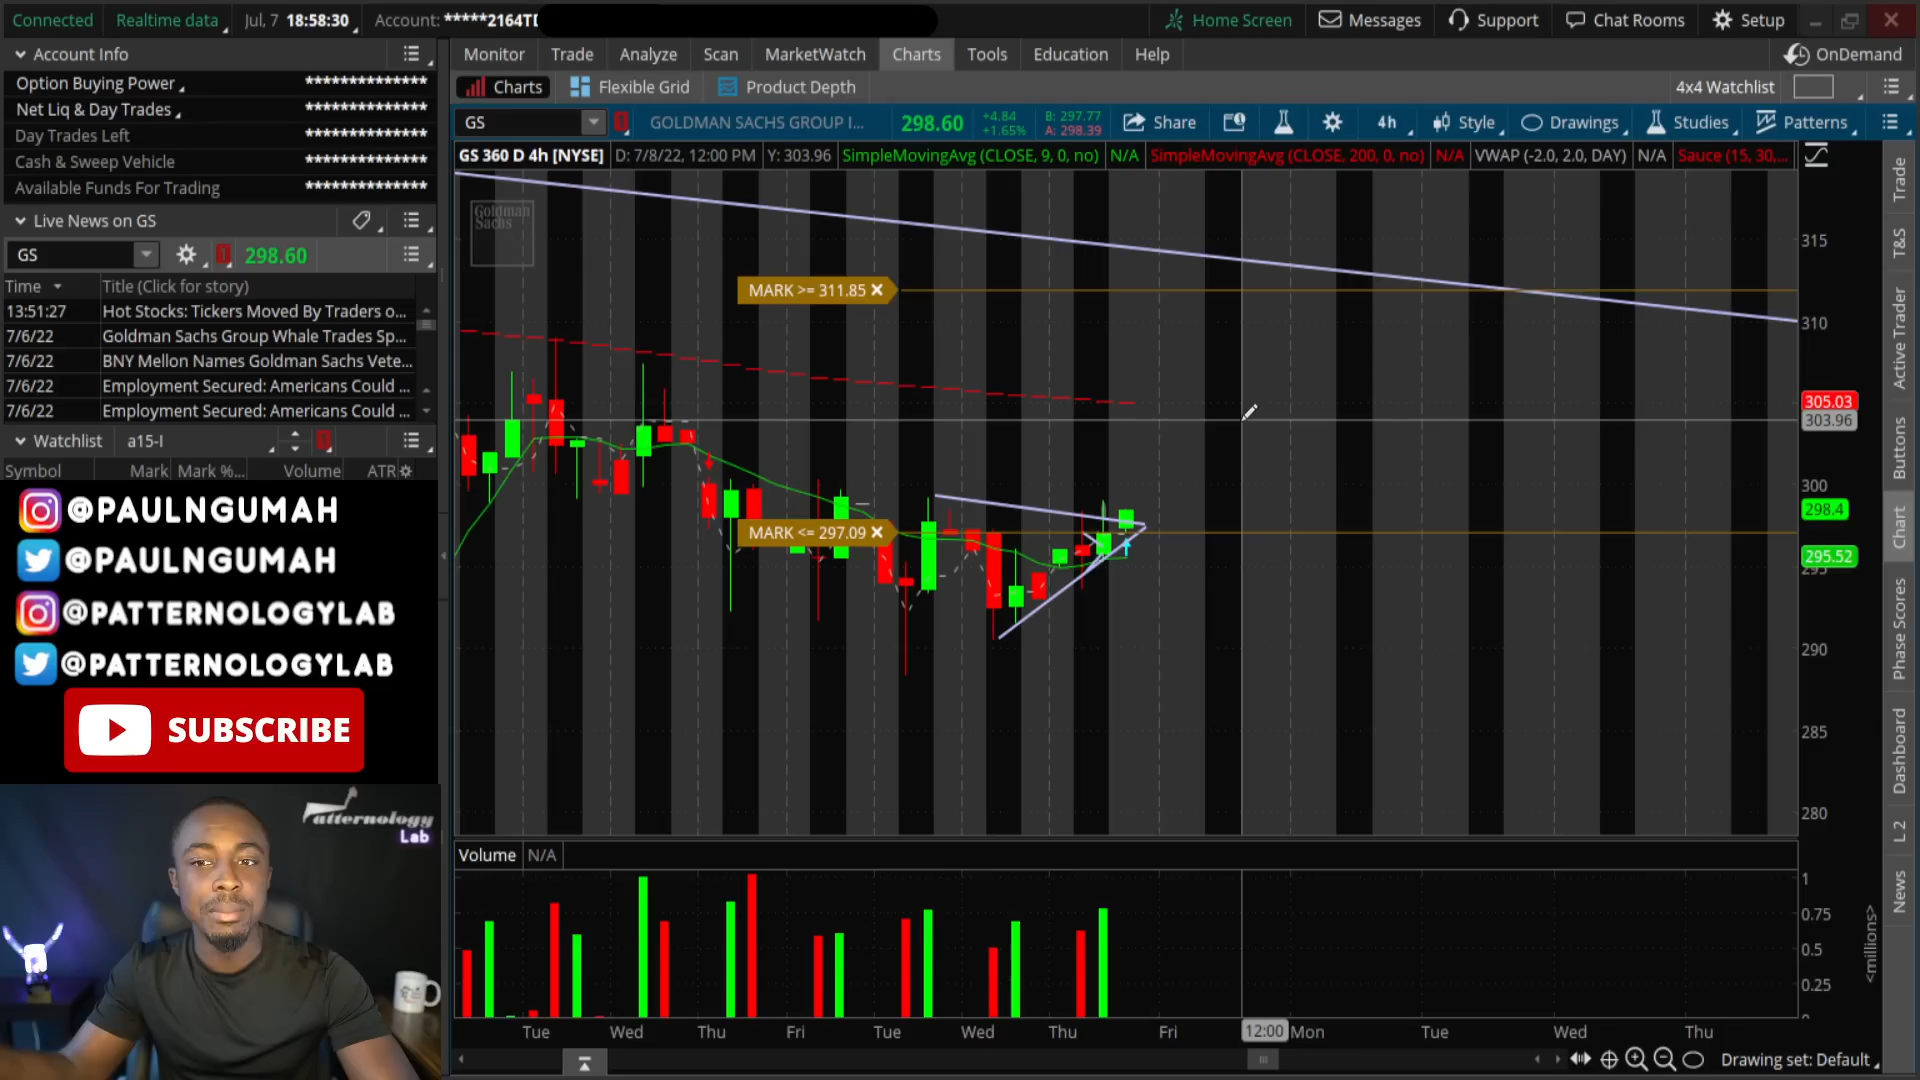 Connected Realtime data Jul, 7 18:58:30 Account: *****2164TD Home Screen Messages Support Chat Rooms Setup
Account Info
Monitor Trade Analyze Scan MarketWatch Charts Tools Education Help OnDemand
Option Buying Power **************
Charts Flexible Grid Product Depth 4x4 Watchlist
Net Liq & Day Trades **************
Day Trades Left **************
GS GOLDMAN SACHS GROUP I... 298.60 +4.84 +1.65% B: 297.77 A: 298.39 Share 4h Style Drawings Studies Patterns
Cash & Sweep Vehicle **************
GS 360 D 4h [NYSE] D: 7/8/22, 12:00 PM Y: 303.96 SimpleMovingAvg (CLOSE, 9, 0, no) N/A SimpleMovingAvg (CLOSE, 200, 0, no) N/A VWAP (-2.0, 2.0, DAY) N/A Sauce (15, 30,...
Available Funds For Trading **************
Live News on GS
Goldman
Sachs
GS 298.60
Time Title (Click for story)
13:51:27 Hot Stocks: Tickers Moved By Traders o...
7/6/22 Goldman Sachs Group Whale Trades Sp...
7/6/22 BNY Mellon Names Goldman Sachs Vete...
7/6/22 Employment Secured: Americans Could ...
7/6/22 Employment Secured: Americans Could ...
Watchlist a15-I
Symbol Mark Mark %... Volume ATR
@PAULNGUMAH
@PAULNGUMAH
@PATTERNOLOGYLAB
@PATTERNOLOGYLAB
SUBSCRIBE
Patternology
Lab
MARK >= 311.85
MARK <= 297.09
315
310
305.03
303.96
300
298.4
295.52
295
290
285
280
Volume N/A
1
0.75
0.5
0.25
0
<millions>
Tue Wed Thu Fri Tue Wed Thu Fri 12:00 Mon Tue Wed Thu
Drawing set: Default
Trade
T&S
Active Trader
Buttons
Chart
Phase Scores
Dashboard
L 2
News